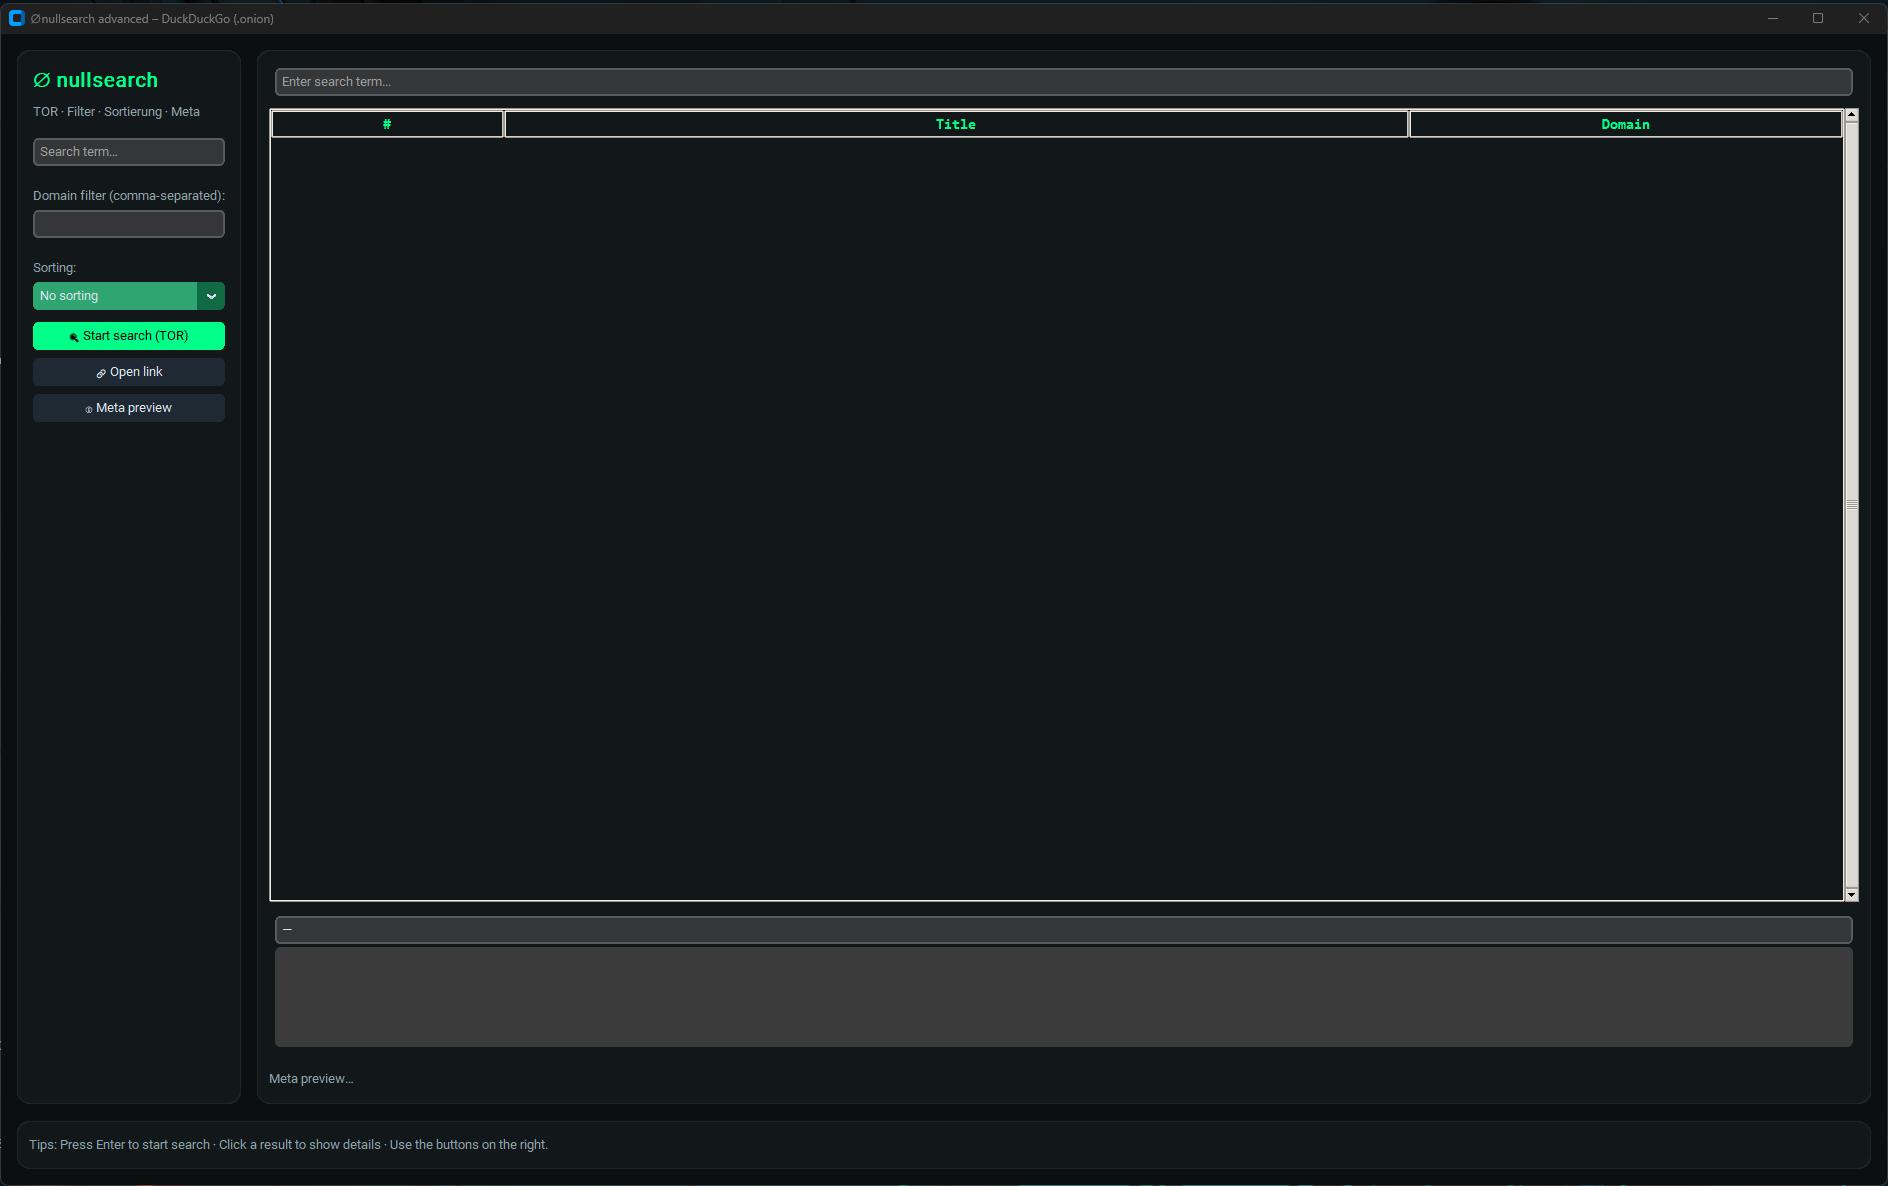 ∅nullsearch advanced – DuckDuckGo (.onion)
∅ nullsearch
TOR · Filter · Sortierung · Meta
Search term...
Domain filter (comma-separated):
Sorting:
No sorting
Start search (TOR)
Open link
Meta preview
Enter search term...
# Title Domain
—
Meta preview...
Tips: Press Enter to start search · Click a result to show details · Use the buttons on the right.